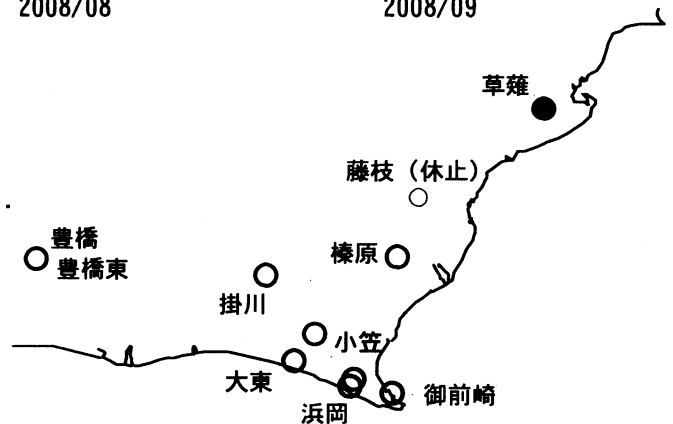 2008/08
2008/09
草薙
藤枝（休止）
豊橋
豊橋東
榛原
掛川
小笠
大東
浜岡
御前崎